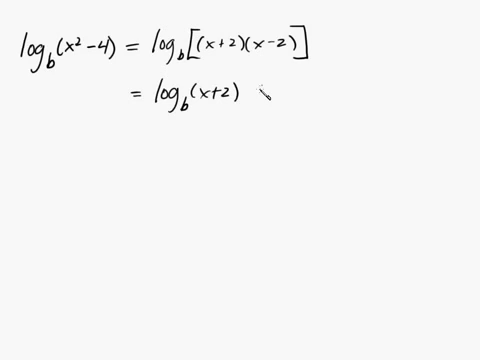 log_b(x² - 4) = log_b[(x+2)(x-2)]
= log_b(x+2)